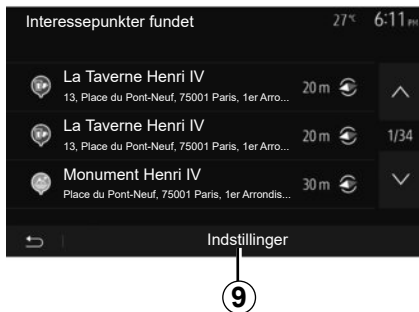 Interessepunkter fundet 27°C 6:11 PM
La Taverne Henri IV
13, Place du Pont-Neuf, 75001 Paris, 1er Arro...
20 m
La Taverne Henri IV
13, Place du Pont-Neuf, 75001 Paris, 1er Arro...
20 m
1/34
Monument Henri IV
Place du Pont-Neuf, 75001 Paris, 1er Arrondis...
30 m
Indstillinger
9